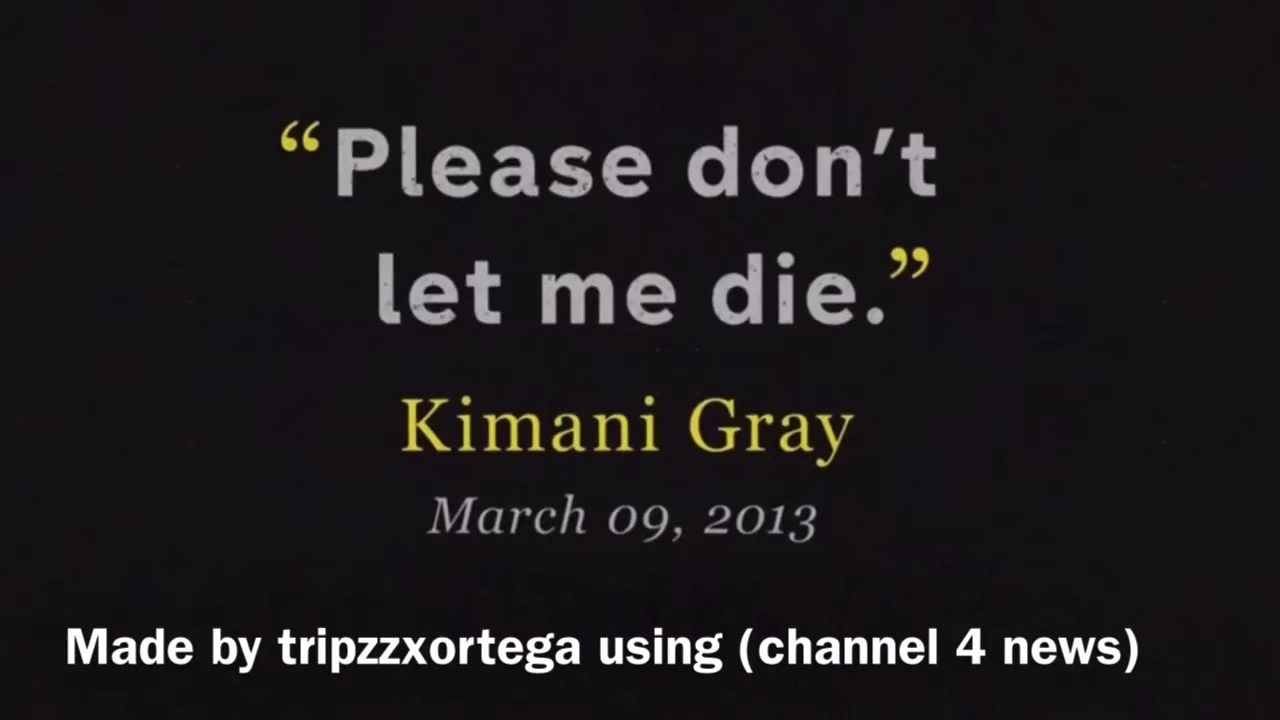 “Please don’t
let me die.”
Kimani Gray
March 09, 2013
Made by tripzzxortega using (channel 4 news)